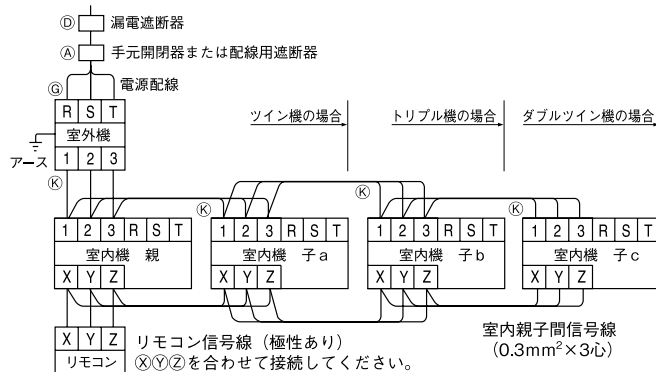 Ⓓ 漏電遮断器
Ⓐ 手元開閉器または配線用遮断器
電源配線
Ⓖ
R S T
室外機
アース
1 2 3
Ⓚ
ツイン機の場合
トリプル機の場合
ダブルツイン機の場合
Ⓚ
Ⓚ
Ⓚ
1 2 3 R S T
室内機 親
X Y Z
1 2 3 R S T
室内機 子a
X Y Z
1 2 3 R S T
室内機 子b
X Y Z
1 2 3 R S T
室内機 子c
X Y Z
X Y Z
リモコン
リモコン信号線(極性あり)
ⓍⓎⓏを合わせて接続してください。
室内親子間信号線
(0.3mm²×3心)